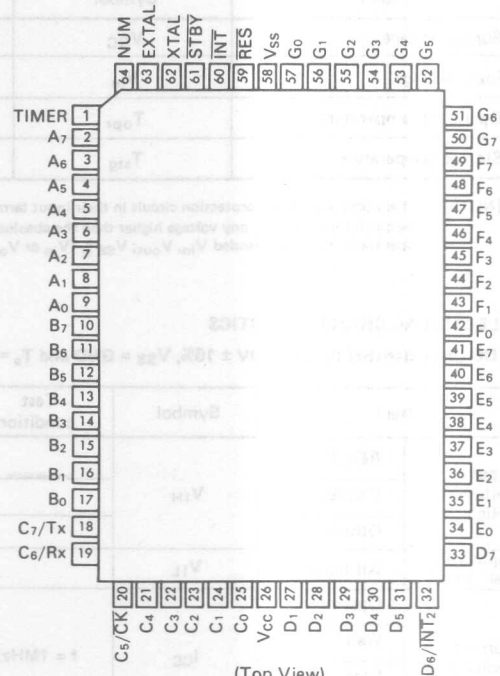 64 NUM
63 EXTAL
62 XTAL
61 STBY
60 INT
59 RES
58 Vss
57 G0
56 G1
55 G2
54 G3
53 G4
52 G5
TIMER 1
A7 2
A6 3
A5 4
A4 5
A3 6
A2 7
A1 8
A0 9
B7 10
B6 11
B5 12
B4 13
B3 14
B2 15
B1 16
B0 17
C7/Tx 18
C6/Rx 19
51 G6
50 G7
49 F7
48 F6
47 F5
46 F4
45 F3
44 F2
43 F1
42 F0
41 E7
40 E6
39 E5
38 E4
37 E3
36 E2
35 E1
34 E0
33 D7
20 C5/CK
21 C4
22 C3
23 C2
24 C1
25 C0
26 Vcc
27 D1
28 D2
29 D3
30 D4
31 D5
32 D6/INT2
(Top View)